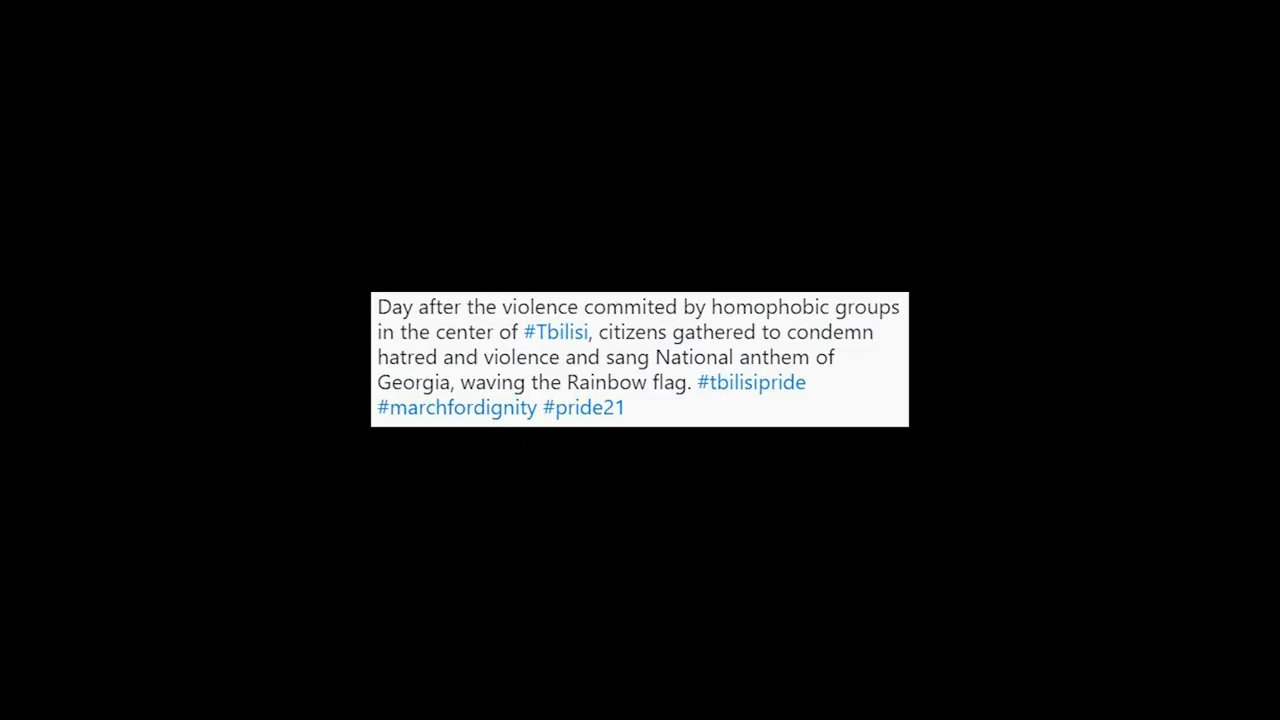 Day after the violence commited by homophobic groups
in the center of #Tbilisi, citizens gathered to condemn
hatred and violence and sang National anthem of
Georgia, waving the Rainbow flag. #tbilisipride
#marchfordignity #pride21